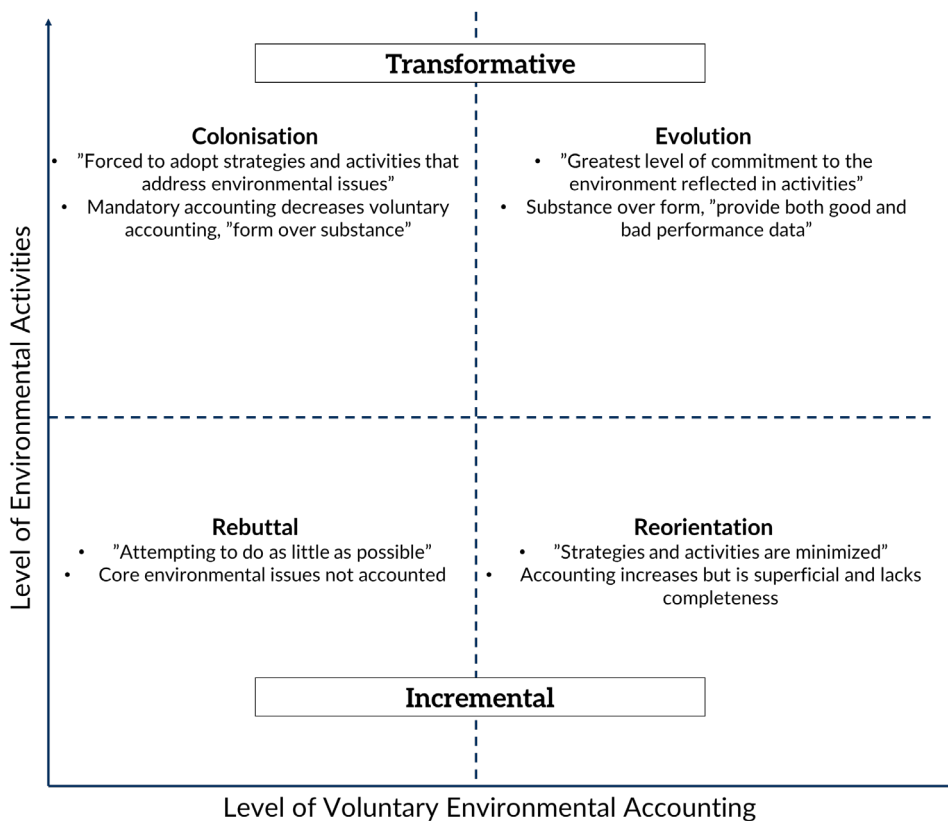 Transformative
Colonisation
• ”Forced to adopt strategies and activities that
address environmental issues”
• Mandatory accounting decreases voluntary
accounting, ”form over substance”
Evolution
• ”Greatest level of commitment to the
environment reflected in activities”
• Substance over form, ”provide both good and
bad performance data”
Level of Environmental Activities
Rebuttal
• ”Attempting to do as little as possible”
• Core environmental issues not accounted
Reorientation
• ”Strategies and activities are minimized”
• Accounting increases but is superficial and lacks
completeness
Incremental
Level of Voluntary Environmental Accounting